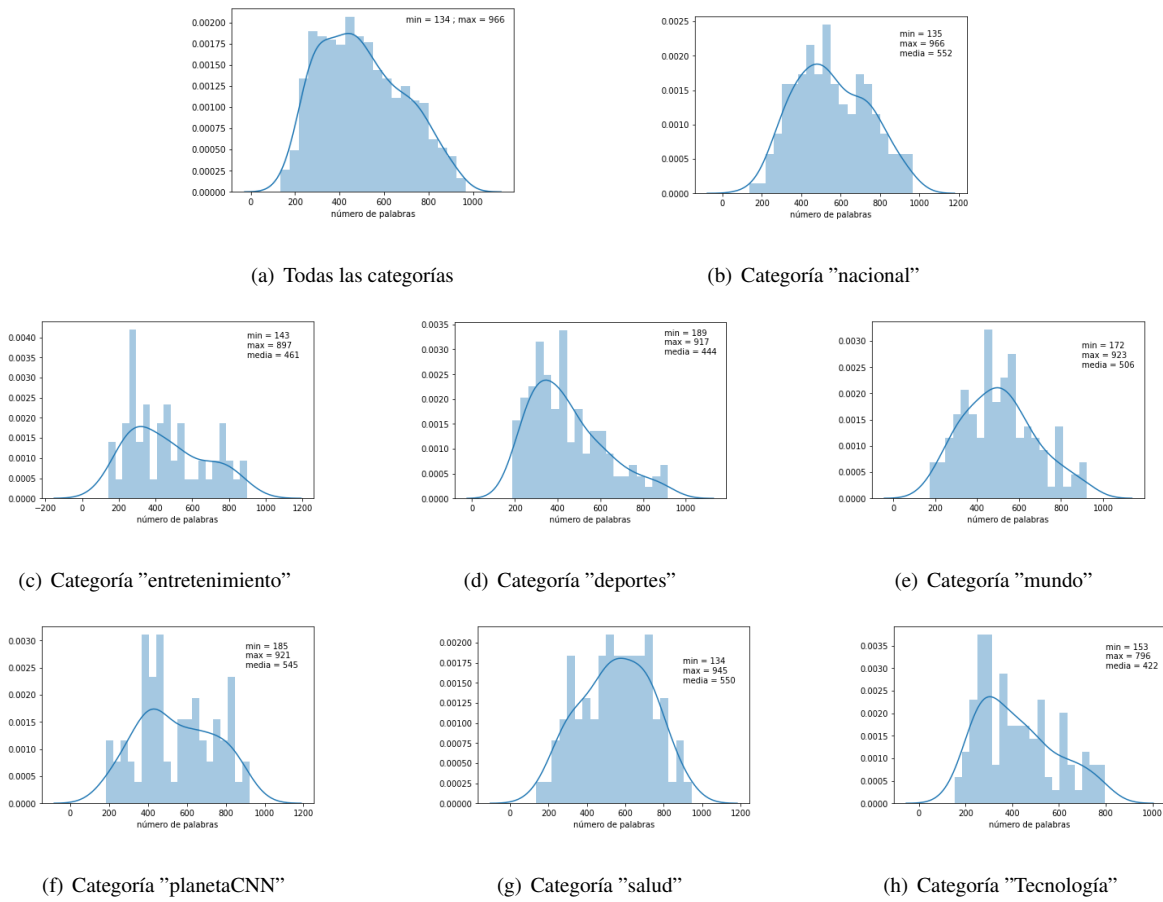 0.00200
0.00175
0.00150
0.00125
0.00100
0.00075
0.00050
0.00025
0.00000
min = 134 ; max = 966
0 200 400 600 800 1000
número de palabras
(a) Todas las categorías
0.0025
0.0020
0.0015
0.0010
0.0005
0.0000
min = 135
max = 966
media = 552
0 200 400 600 800 1000 1200
número de palabras
(b) Categoría ”nacional”
0.0040
0.0035
0.0030
0.0025
0.0020
0.0015
0.0010
0.0005
0.0000
min = 143
max = 897
media = 461
−200 0 200 400 600 800 1000 1200
número de palabras
(c) Categoría ”entretenimiento”
0.0035
0.0030
0.0025
0.0020
0.0015
0.0010
0.0005
0.0000
min = 189
max = 917
media = 444
0 200 400 600 800 1000
número de palabras
(d) Categoría ”deportes”
0.0030
0.0025
0.0020
0.0015
0.0010
0.0005
0.0000
min = 172
max = 923
media = 506
0 200 400 600 800 1000
número de palabras
(e) Categoría ”mundo”
0.0030
0.0025
0.0020
0.0015
0.0010
0.0005
0.0000
min = 185
max = 921
media = 545
0 200 400 600 800 1000 1200
número de palabras
(f) Categoría ”planetaCNN”
0.00200
0.00175
0.00150
0.00125
0.00100
0.00075
0.00050
0.00025
0.00000
min = 134
max = 945
media = 550
0 200 400 600 800 1000 1200
número de palabras
(g) Categoría ”salud”
0.0035
0.0030
0.0025
0.0020
0.0015
0.0010
0.0005
0.0000
min = 153
max = 796
media = 422
0 200 400 600 800 1000
número de palabras
(h) Categoría ”Tecnología”